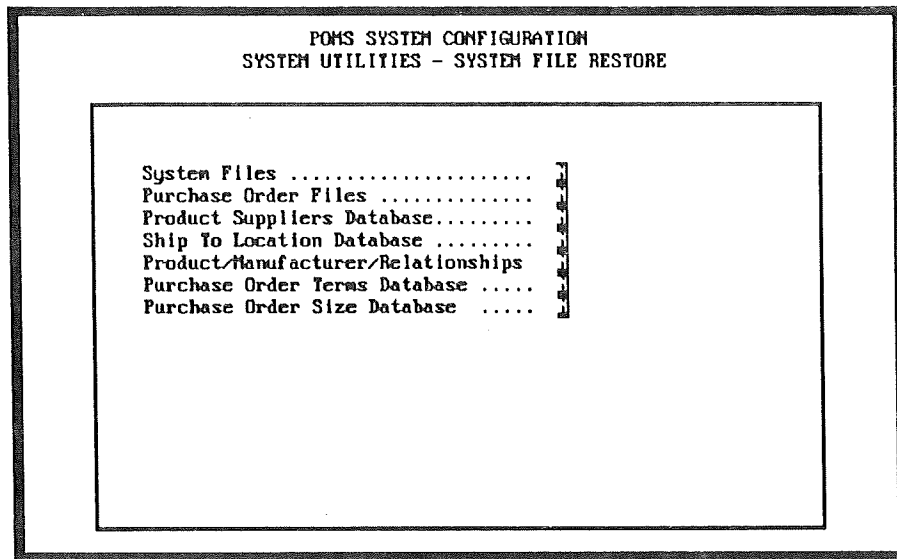 POMS SYSTEM CONFIGURATION
SYSTEM UTILITIES - SYSTEM FILE RESTORE
System Files ......................
Purchase Order Files ..............
Product Suppliers Database.........
Ship To Location Database .........
Product/Manufacturer/Relationships
Purchase Order Terms Database .....
Purchase Order Size Database .....